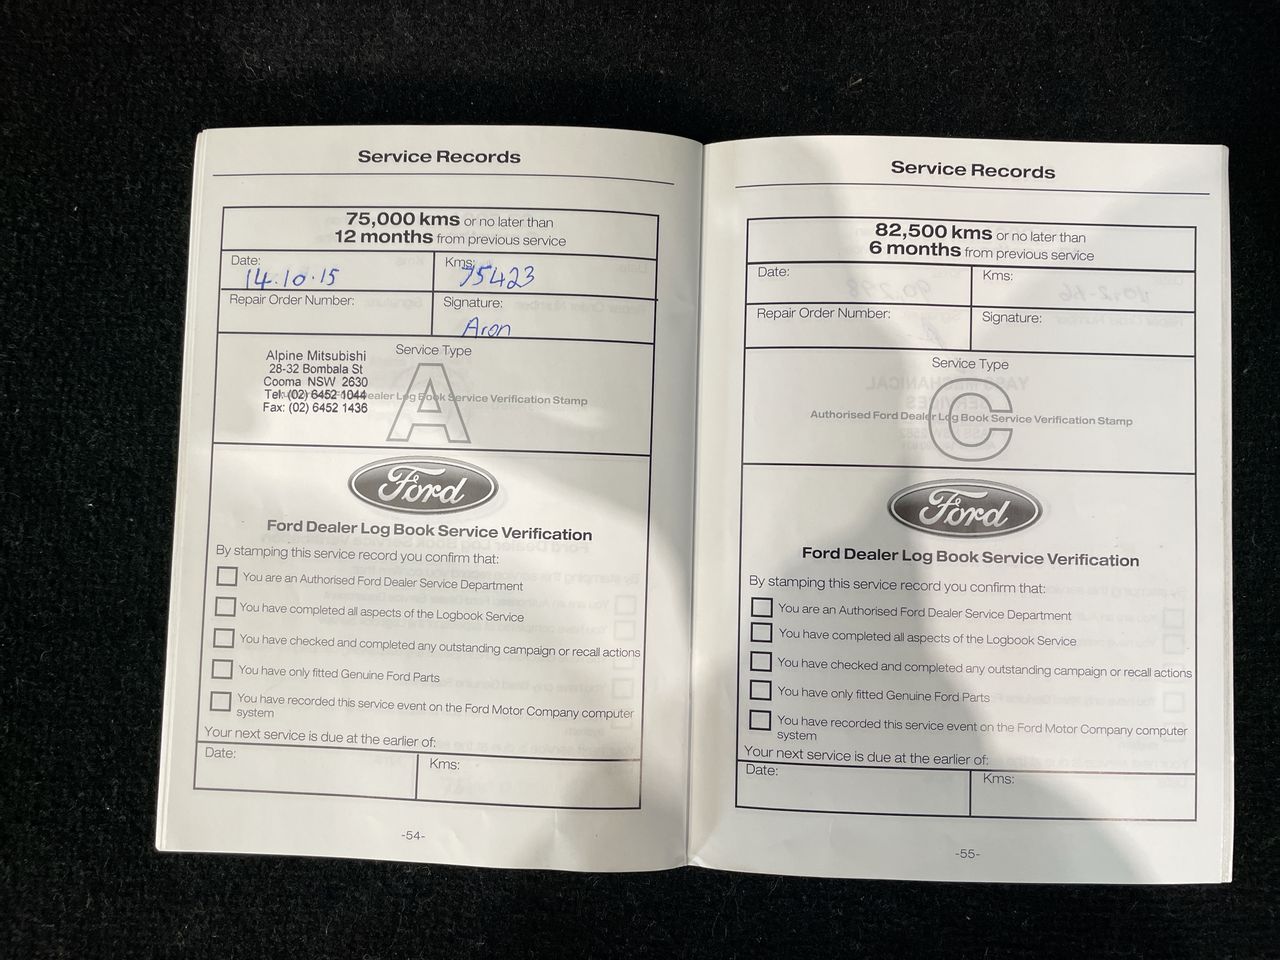 Service Records
75,000 kms or no later than
12 months from previous service
Date:
14.10.15
Kms:
75423
Repair Order Number:
Signature:
Aron
Service Type
A
Alpine Mitsubishi
28-32 Bombala St
Cooma NSW 2630
Tel: (02) 6452 1044
Fax: (02) 6452 1436
ealer Log Book Service Verification Stamp
Ford
Ford Dealer Log Book Service Verification
By stamping this service record you confirm that:
You are an Authorised Ford Dealer Service Department
You have completed all aspects of the Logbook Service
You have checked and completed any outstanding campaign or recall actions
You have only fitted Genuine Ford Parts
You have recorded this service event on the Ford Motor Company computer
system
Your next service is due at the earlier of:
Date:
Kms:
-54-
Service Records
82,500 kms or no later than
6 months from previous service
Date:
Kms:
Repair Order Number:
Signature:
Service Type
C
Authorised Ford Dealer Log Book Service Verification Stamp
Ford
Ford Dealer Log Book Service Verification
By stamping this service record you confirm that:
You are an Authorised Ford Dealer Service Department
You have completed all aspects of the Logbook Service
You have checked and completed any outstanding campaign or recall actions
You have only fitted Genuine Ford Parts
You have recorded this service event on the Ford Motor Company computer
system
Your next service is due at the earlier of:
Date:
Kms:
-55-